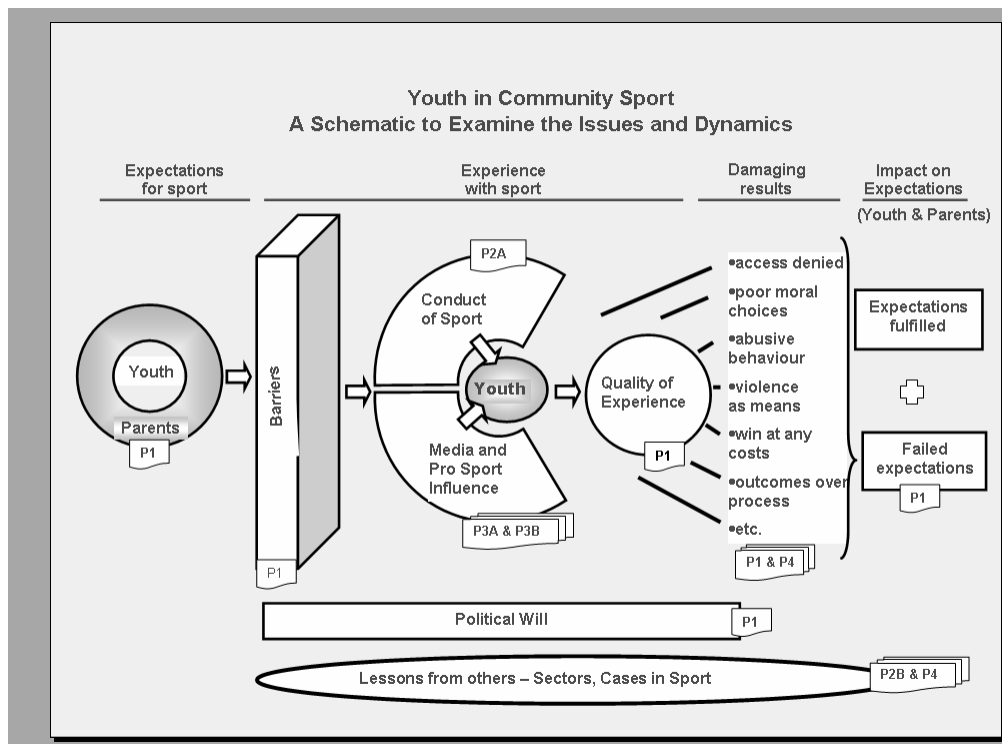 Youth in Community Sport
A Schematic to Examine the Issues and Dynamics
Expectations
for sport
Experience
with sport
Damaging
results
Impact on
Expectations
(Youth & Parents)
Youth
Parents
P1
Barriers
P1
P2A
Conduct
of Sport
Youth
Media and
Pro Sport
Influence
P3A & P3B
Quality of
Experience
P1
•access denied
•poor moral
choices
•abusive
behaviour
•violence
as means
•win at any
costs
•outcomes over
process
•etc.
P1 & P4
Expectations
fulfilled
Failed
expectations
P1
Political Will
P1
Lessons from others – Sectors, Cases in Sport
P2B & P4